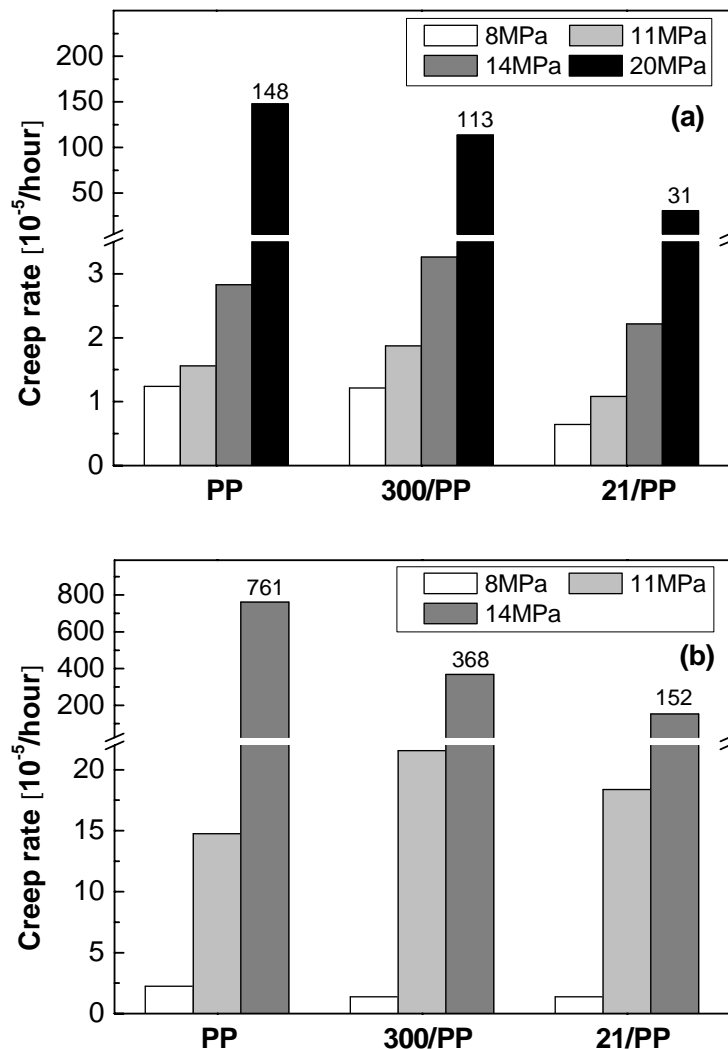 8MPa 11MPa
14MPa 20MPa
(a)
Creep rate [10⁻⁵/hour]
250
200
150
100
50
3
2
1
0
148
113
31
PP 300/PP 21/PP
8MPa 11MPa
14MPa
(b)
Creep rate [10⁻⁵/hour]
800
600
400
200
20
15
10
5
0
761
368
152
PP 300/PP 21/PP